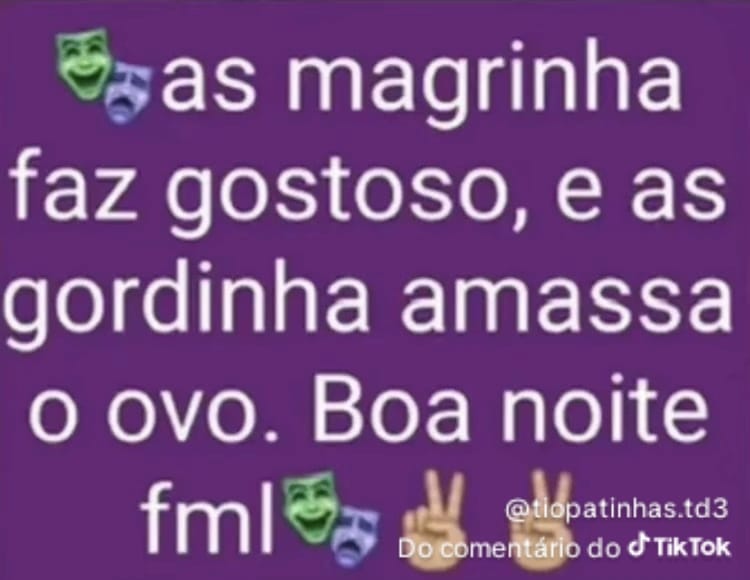 🎭as magrinha
faz gostoso, e as
gordinha amassa
o ovo. Boa noite
fml🎭✌🏼✌🏼
@tiopatinhas.td3
Do comentário do TikTok